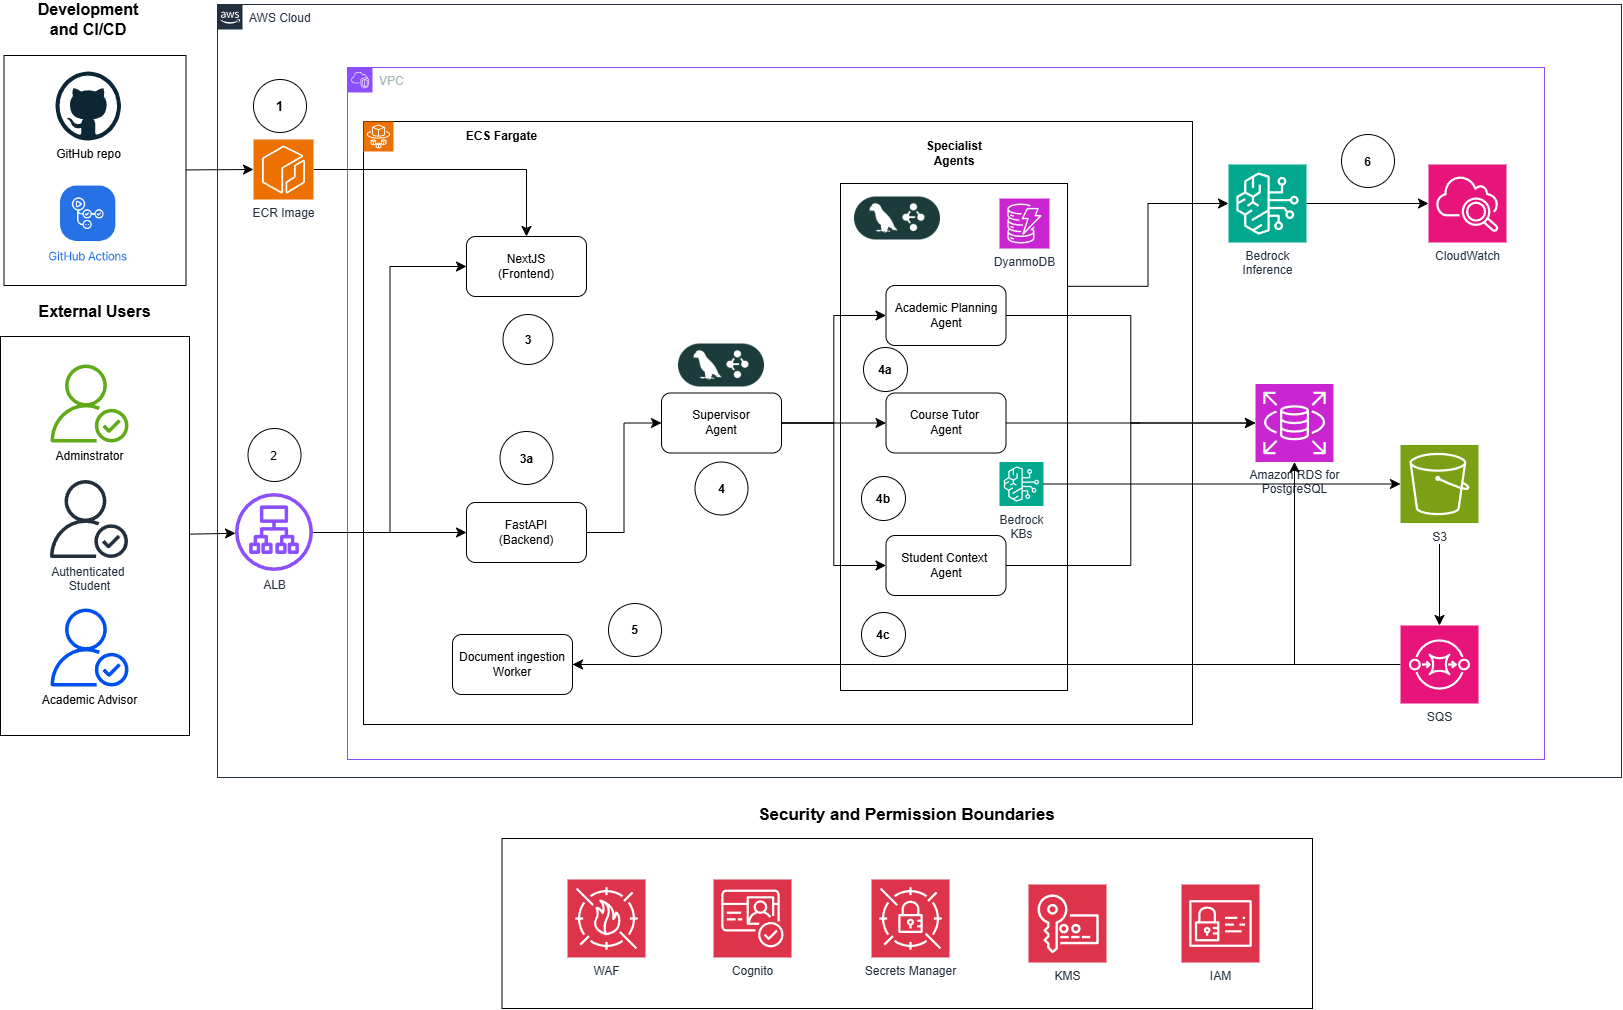 Development
and CI/CD
GitHub repo
GitHub Actions
External Users
Adminstrator
Authenticated
Student
Academic Advisor
aws
AWS Cloud
1
ECR Image
2
ALB
VPC
ECS Fargate
NextJS
(Frontend)
3
3a
FastAPI
(Backend)
Supervisor
Agent
4
5
Document ingestion
Worker
Specialist
Agents
DyanmoDB
Academic Planning
Agent
4a
Course Tutor
Agent
4b
Bedrock
KBs
Student Context
Agent
4c
Bedrock
Inference
6
CloudWatch
Amazon RDS for
PostgreSQL
S3
SQS
Security and Permission Boundaries
WAF
Cognito
Secrets Manager
KMS
IAM